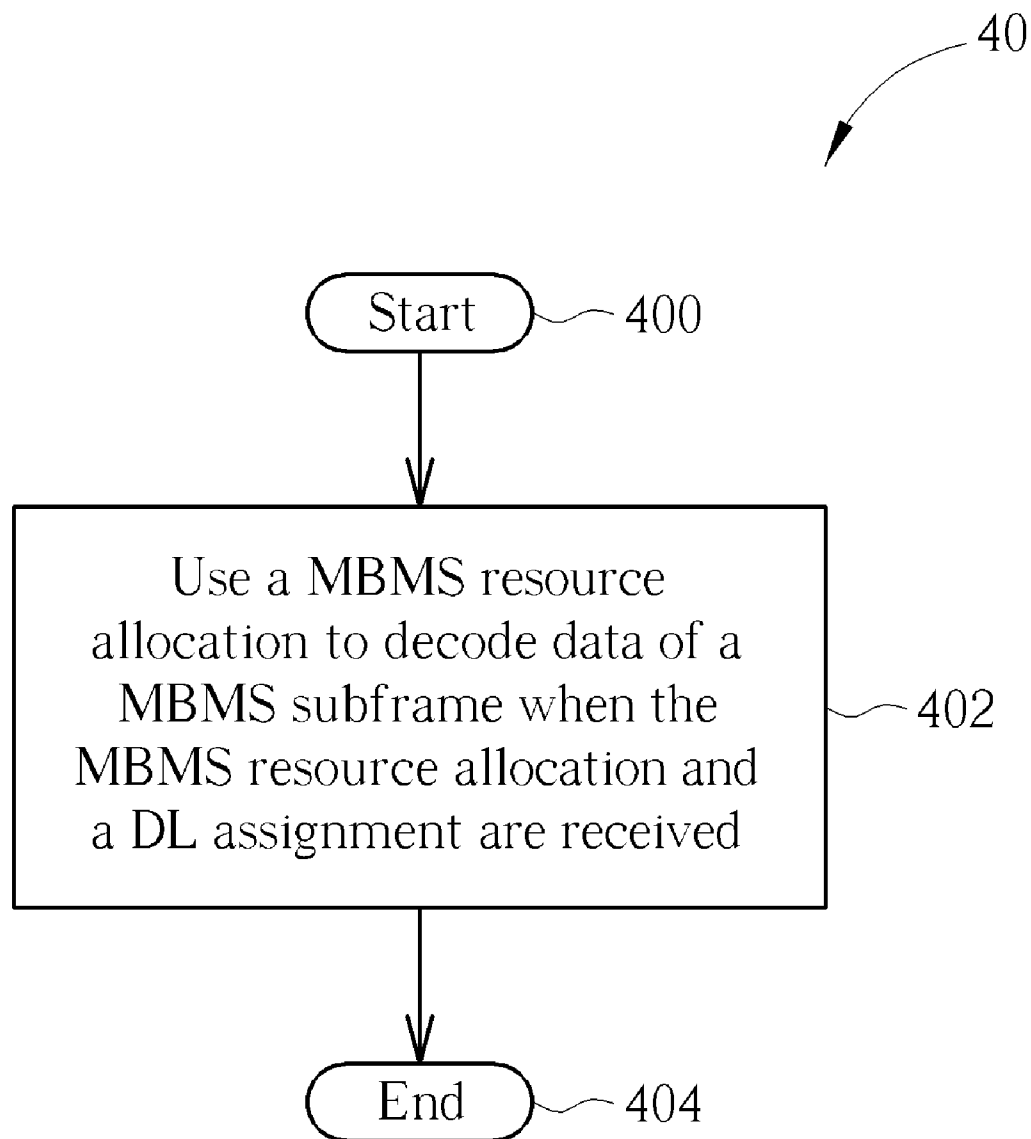 40
Start
400
Use a MBMS resource
allocation to decode data of a
MBMS subframe when the
MBMS resource allocation and
a DL assignment are received
402
End
404